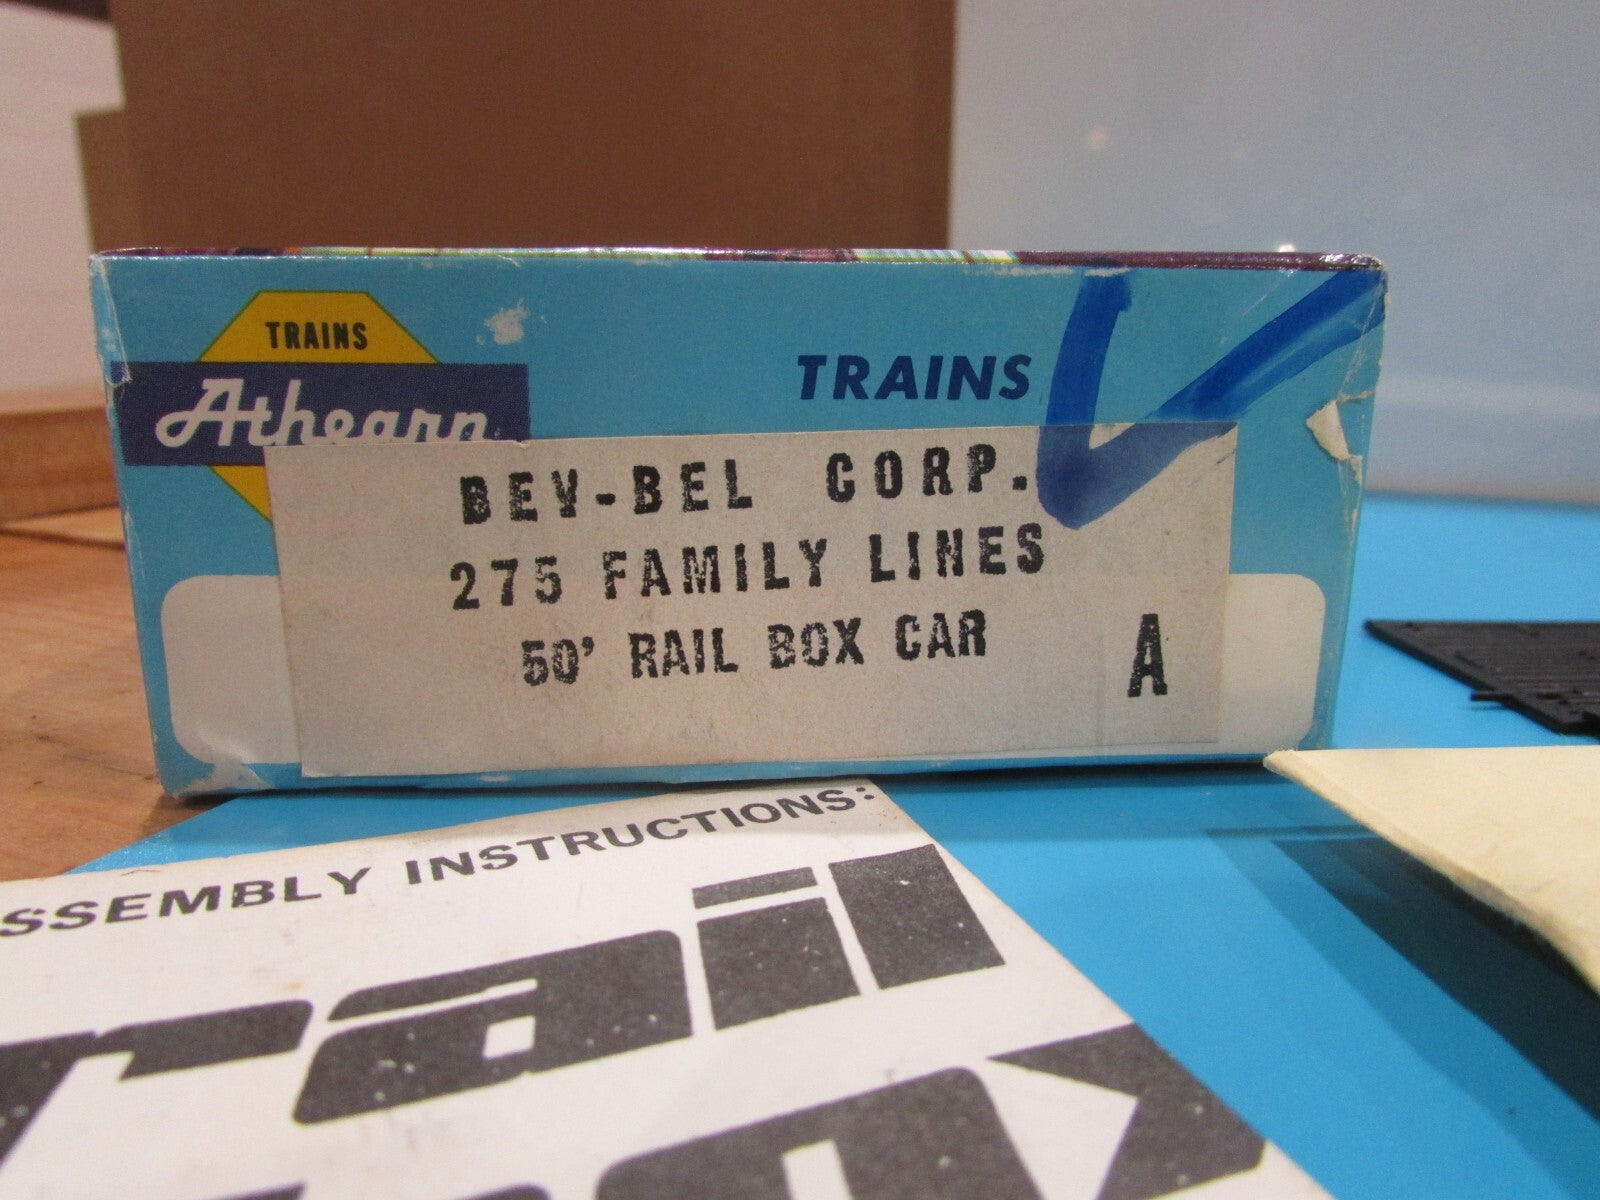 TRAINS
Athearn
TRAINS
BEV-BEL CORP.
275 FAMILY LINES
50' RAIL BOX CAR
A
SSEMBLY INSTRUCTIONS:
rail